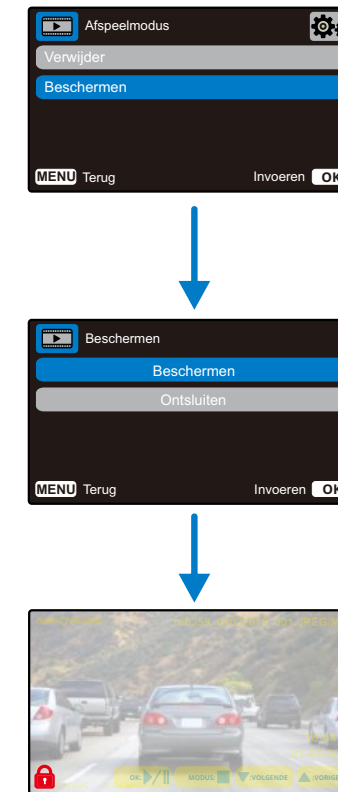 Afspeelmodus
Verwijder
Beschermen
MENU Terug Invoeren OK
Beschermen
Beschermen
Ontsluiten
MENU Terug Invoeren OK
OK: MODUS: VOLGENDE VORIGE